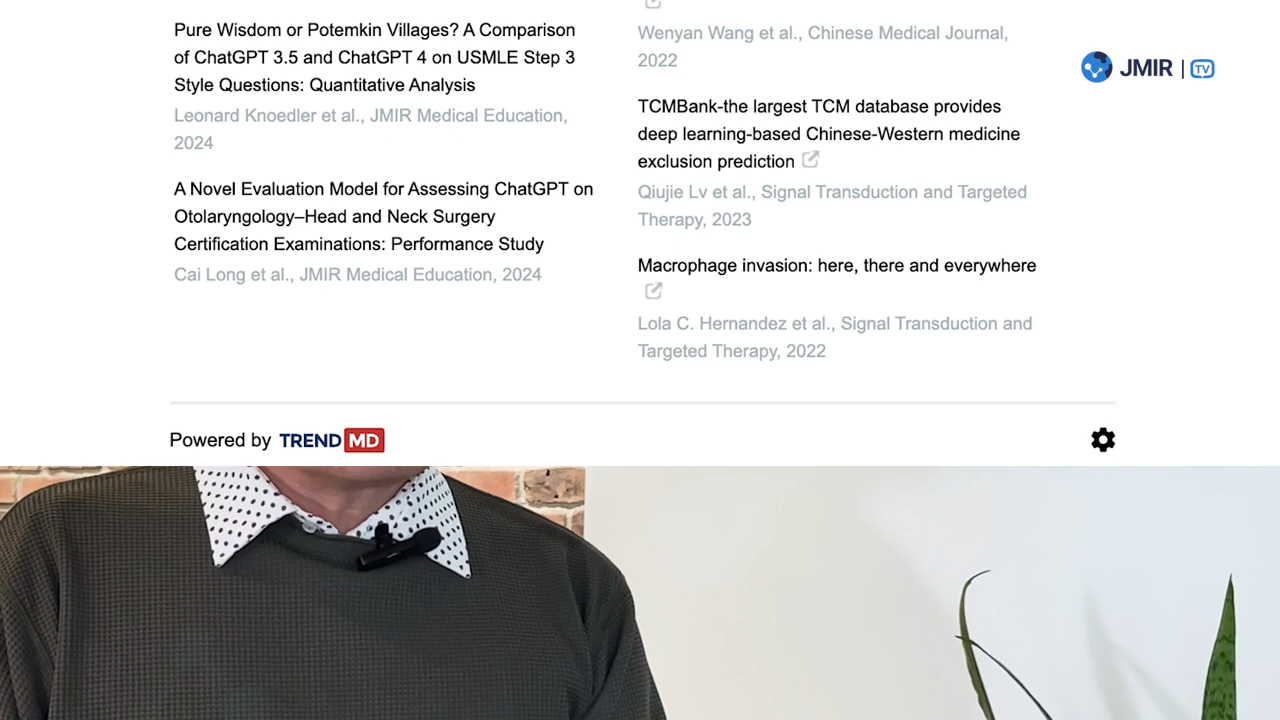 Pure Wisdom or Potemkin Villages? A Comparison
of ChatGPT 3.5 and ChatGPT 4 on USMLE Step 3
Style Questions: Quantitative Analysis
Leonard Knoedler et al., JMIR Medical Education,
2024
A Novel Evaluation Model for Assessing ChatGPT on
Otolaryngology–Head and Neck Surgery
Certification Examinations: Performance Study
Cai Long et al., JMIR Medical Education, 2024
Wenyan Wang et al., Chinese Medical Journal,
2022
TCMBank-the largest TCM database provides
deep learning-based Chinese-Western medicine
exclusion prediction
Qiujie Lv et al., Signal Transduction and Targeted
Therapy, 2023
Macrophage invasion: here, there and everywhere
Lola C. Hernandez et al., Signal Transduction and
Targeted Therapy, 2022
JMIR | TV
Powered by TREND MD